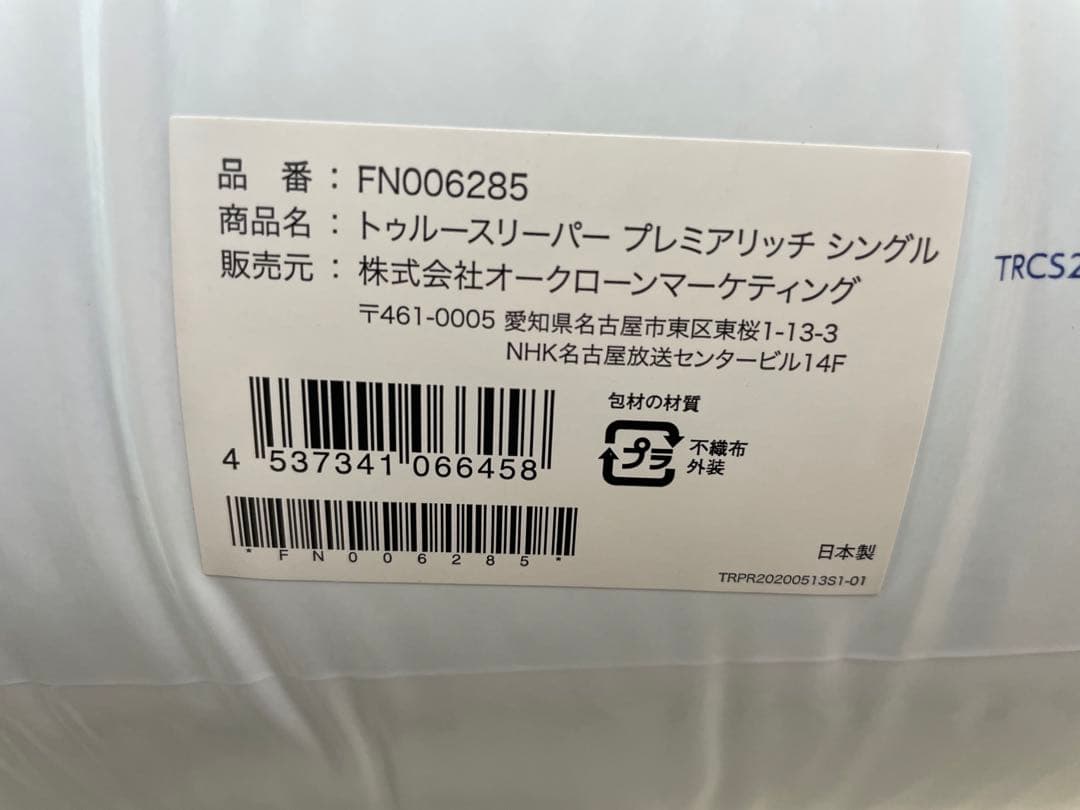 品 番 : FN006285
商品名 : トゥルースリーパー プレミアリッチ シングル
販売元 : 株式会社オークローンマーケティング
〒461-0005 愛知県名古屋市東区東桜1-13-3
NHK名古屋放送センタービル14F
包材の材質
プラ
不織布
外装
4 537341 066458
*FN006285*
日本製
TRPR20200513S1-01
TRCS2